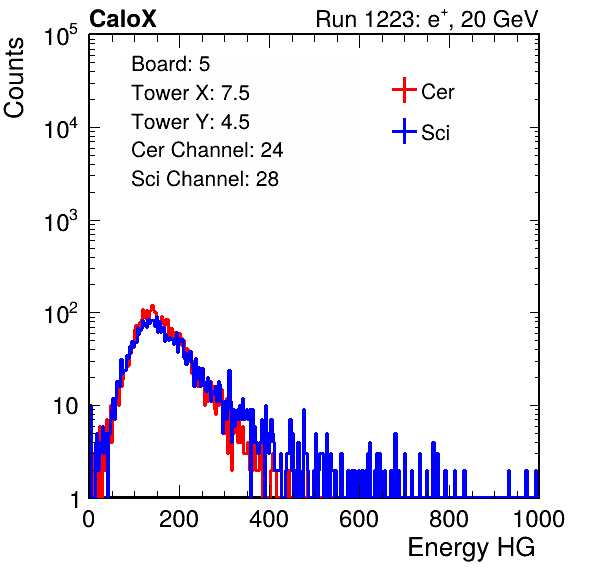 CaloX Run 1223: e⁺, 20 GeV
Counts
Board: 5
Tower X: 7.5
Tower Y: 4.5
Cer Channel: 24
Sci Channel: 28
Cer
Sci
10⁵
10⁴
10³
10²
10
1
0 200 400 600 800 1000
Energy HG